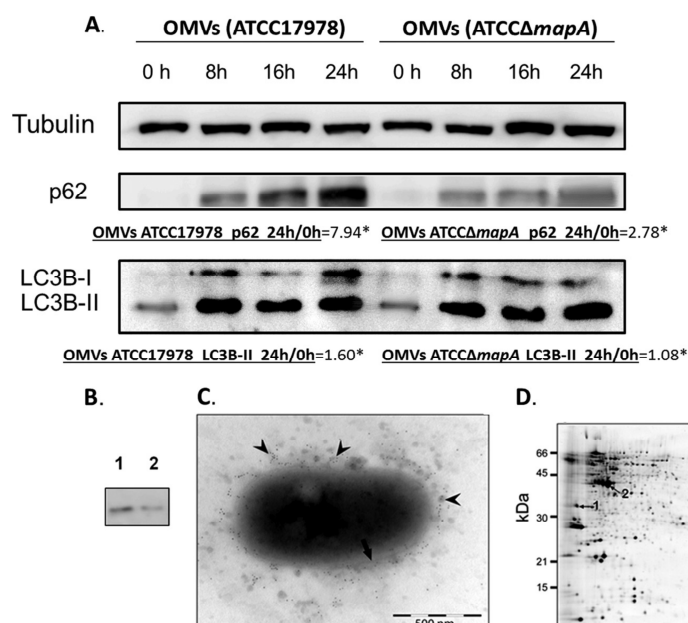 A.
OMVs (ATCC17978) OMVs (ATCCΔmapA)
0 h 8h 16h 24h 0 h 8h 16h 24h
Tubulin
p62
OMVs ATCC17978 p62 24h/0h=7.94* OMVs ATCCΔmapA p62 24h/0h=2.78*
LC3B-I
LC3B-II
OMVs ATCC17978 LC3B-II 24h/0h=1.60* OMVs ATCCΔmapA LC3B-II 24h/0h=1.08*
B. C. D.
1 2
500 nm
kDa
66
45
30
21
15
1
2